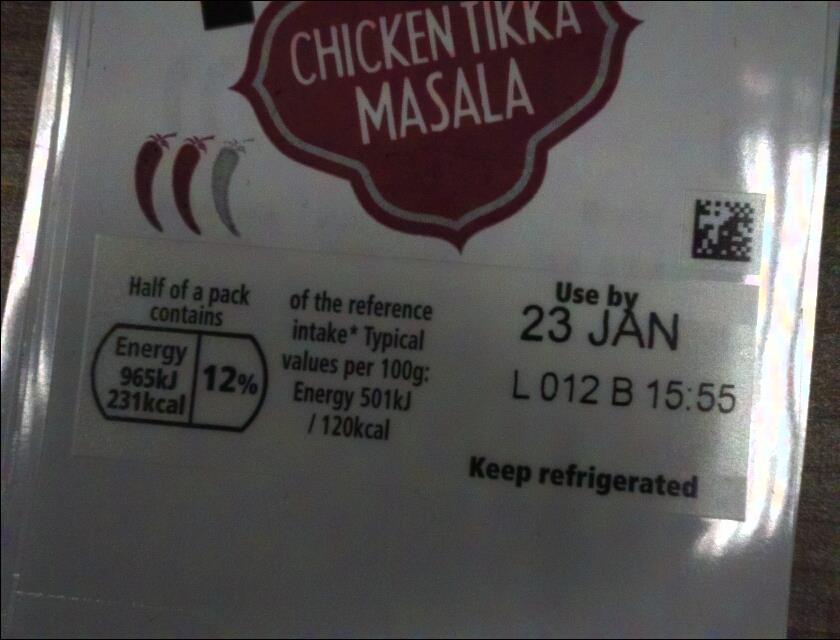 CHICKEN TIKKA
MASALA
Half of a pack
contains
Energy
965kJ
231kcal
12%
of the reference
intake* Typical
values per 100g:
Energy 501kJ
/ 120kcal
Use by
23 JAN
L 012 B 15:55
Keep refrigerated